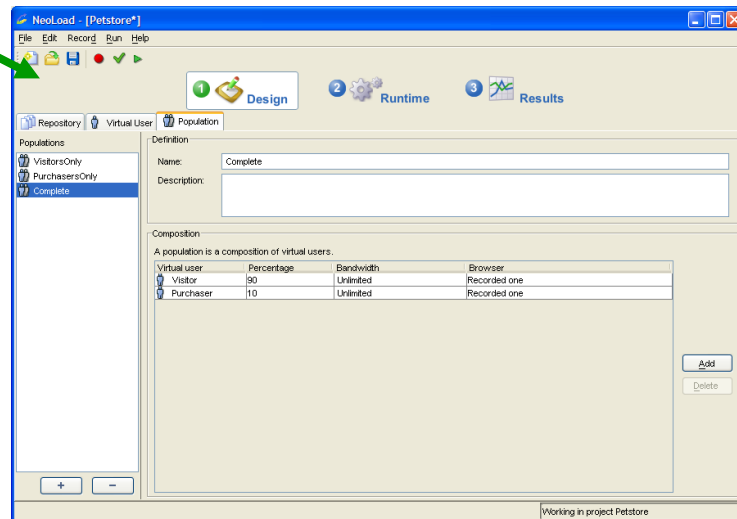 NeoLoad - [Petstore*]
File Edit Record Run Help
1 Design 2 Runtime 3 Results
Repository Virtual User Population
Populations
VisitorsOnly
PurchasersOnly
Complete
+ −
Definition
Name: Complete
Description:
Composition
A population is a composition of virtual users.
Virtual user Percentage Bandwidth Browser
Visitor 90 Unlimited Recorded one
Purchaser 10 Unlimited Recorded one
Add
Delete
Working in project Petstore